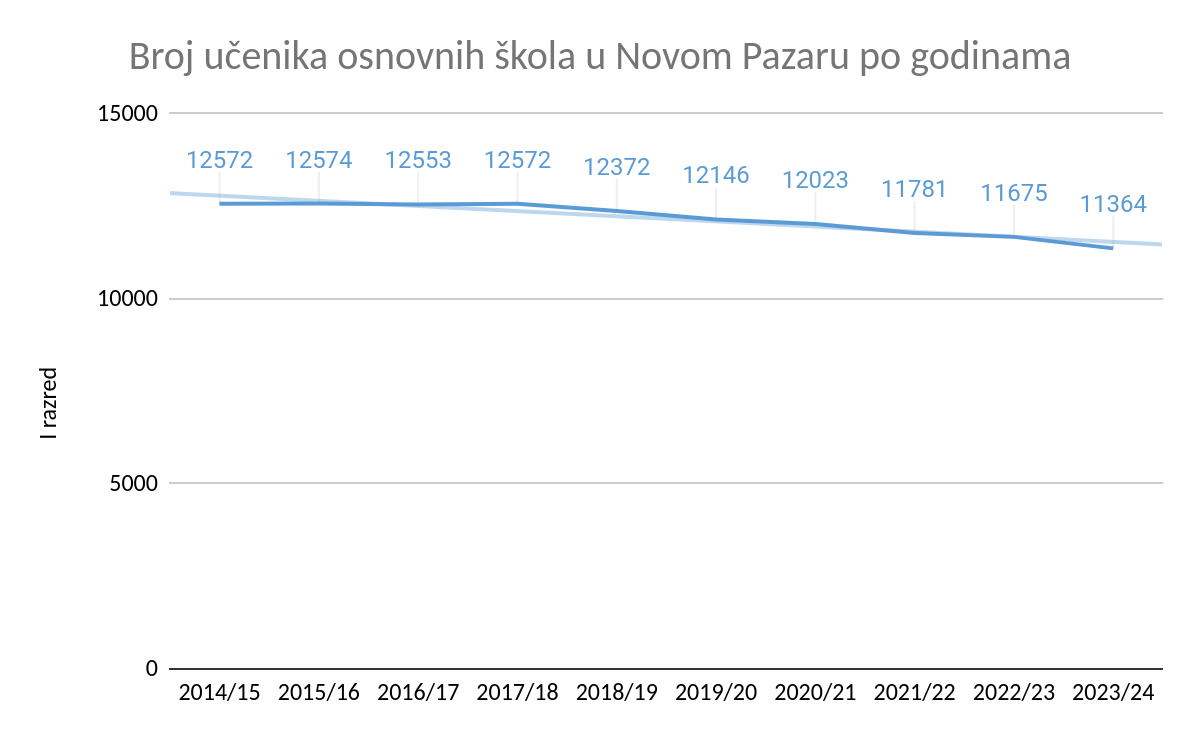 Broj učenika osnovnih škola u Novom Pazaru po godinama
15000
12572 12574 12553 12572 12372 12146 12023 11781 11675 11364
10000
I razred
5000
0
2014/15 2015/16 2016/17 2017/18 2018/19 2019/20 2020/21 2021/22 2022/23 2023/24